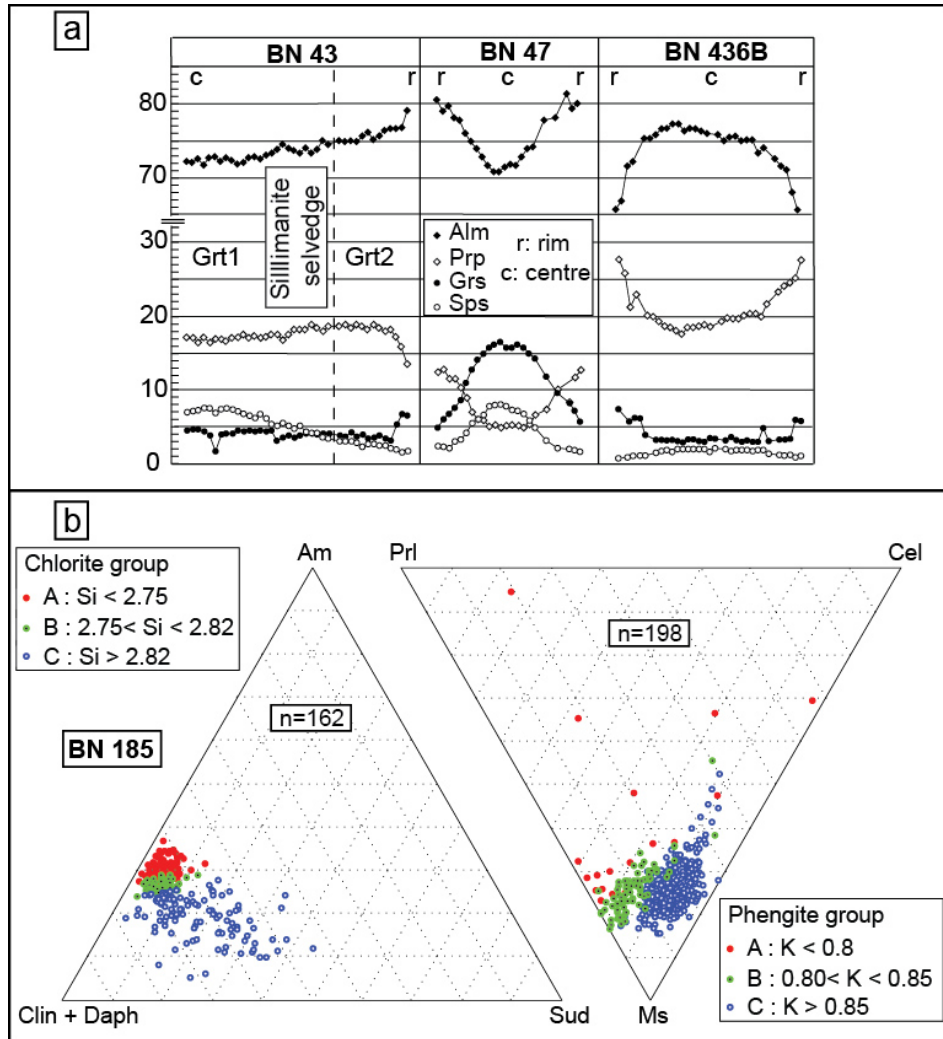 a
BN 43
BN 47
BN 436B
c
r
r
c
r
r
c
r
80
70
30
20
10
0
Grt1
Silllimanite
selvedge
Grt2
Alm
Prp
Grs
Sps
r: rim
c: centre
b
Chlorite group
A : Si < 2.75
B : 2.75< Si < 2.82
C : Si > 2.82
Am
Prl
Cel
n=162
n=198
BN 185
Phengite group
A : K < 0.8
B : 0.80< K < 0.85
C : K > 0.85
Clin + Daph
Sud
Ms